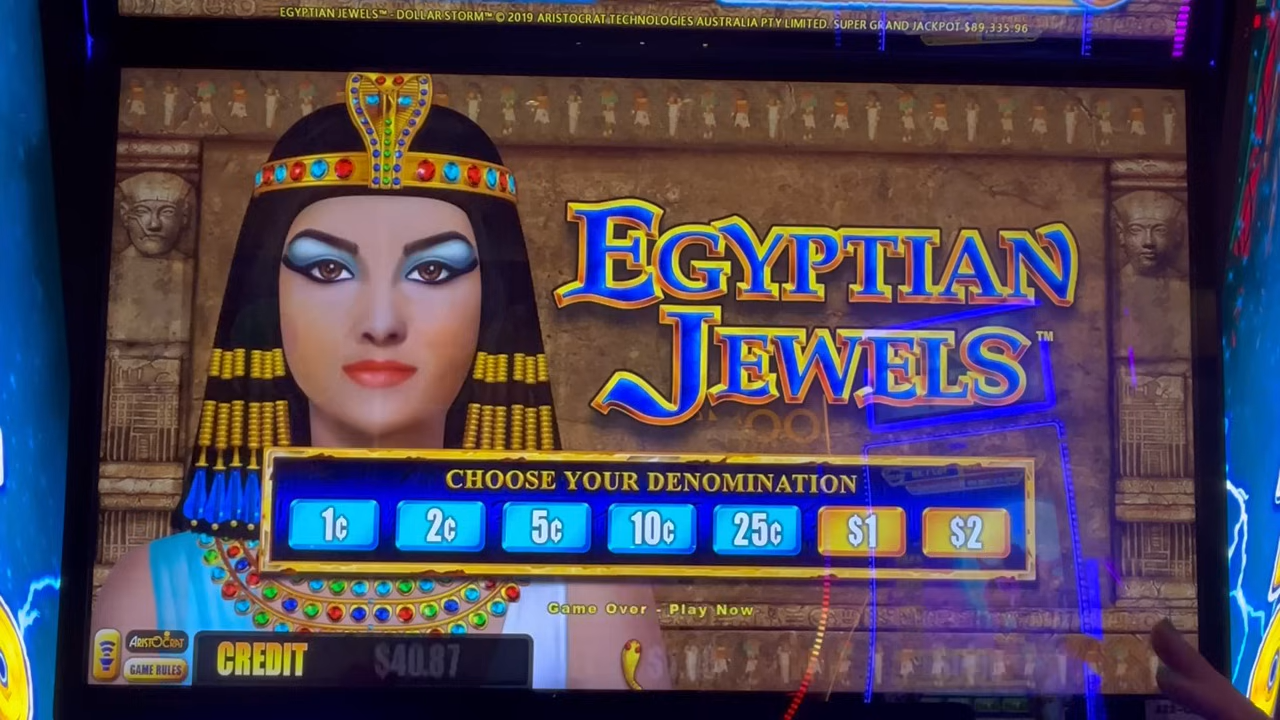 EGYPTIAN JEWELS™ - DOLLAR STORM™ © 2019 ARISTOCRAT TECHNOLOGIES AUSTRALIA PTY LIMITED. SUPER GRAND JACKPOT $89,335.96
EGYPTIAN
JEWELS™
CHOOSE YOUR DENOMINATION
1¢ 2¢ 5¢ 10¢ 25¢ $1 $2
Game Over - Play Now
ARISTOCRAT
GAME RULES
CREDIT $40.87